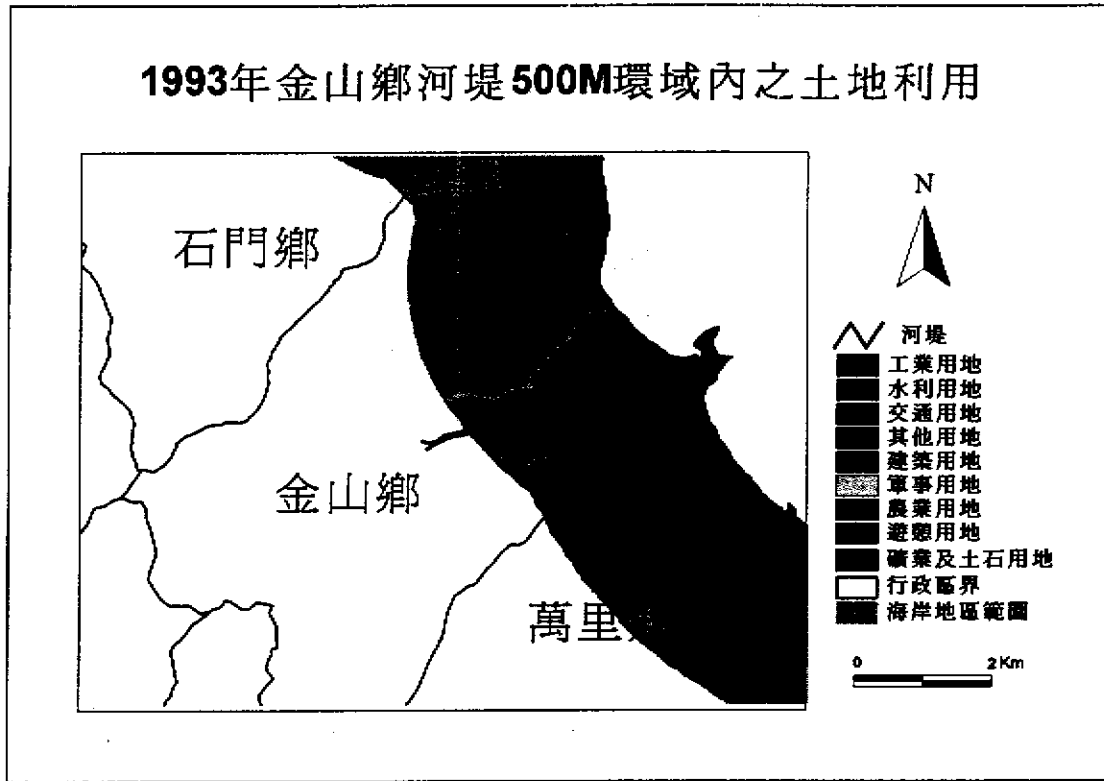 1993年金山鄉河堤500M環域內之土地利用
石門鄉
金山鄉
萬里
N
河堤
工業用地
水利用地
交通用地
其他用地
建築用地
軍事用地
農業用地
遊憩用地
礦業及土石用地
行政區界
海岸地區範圍
0 2 Km